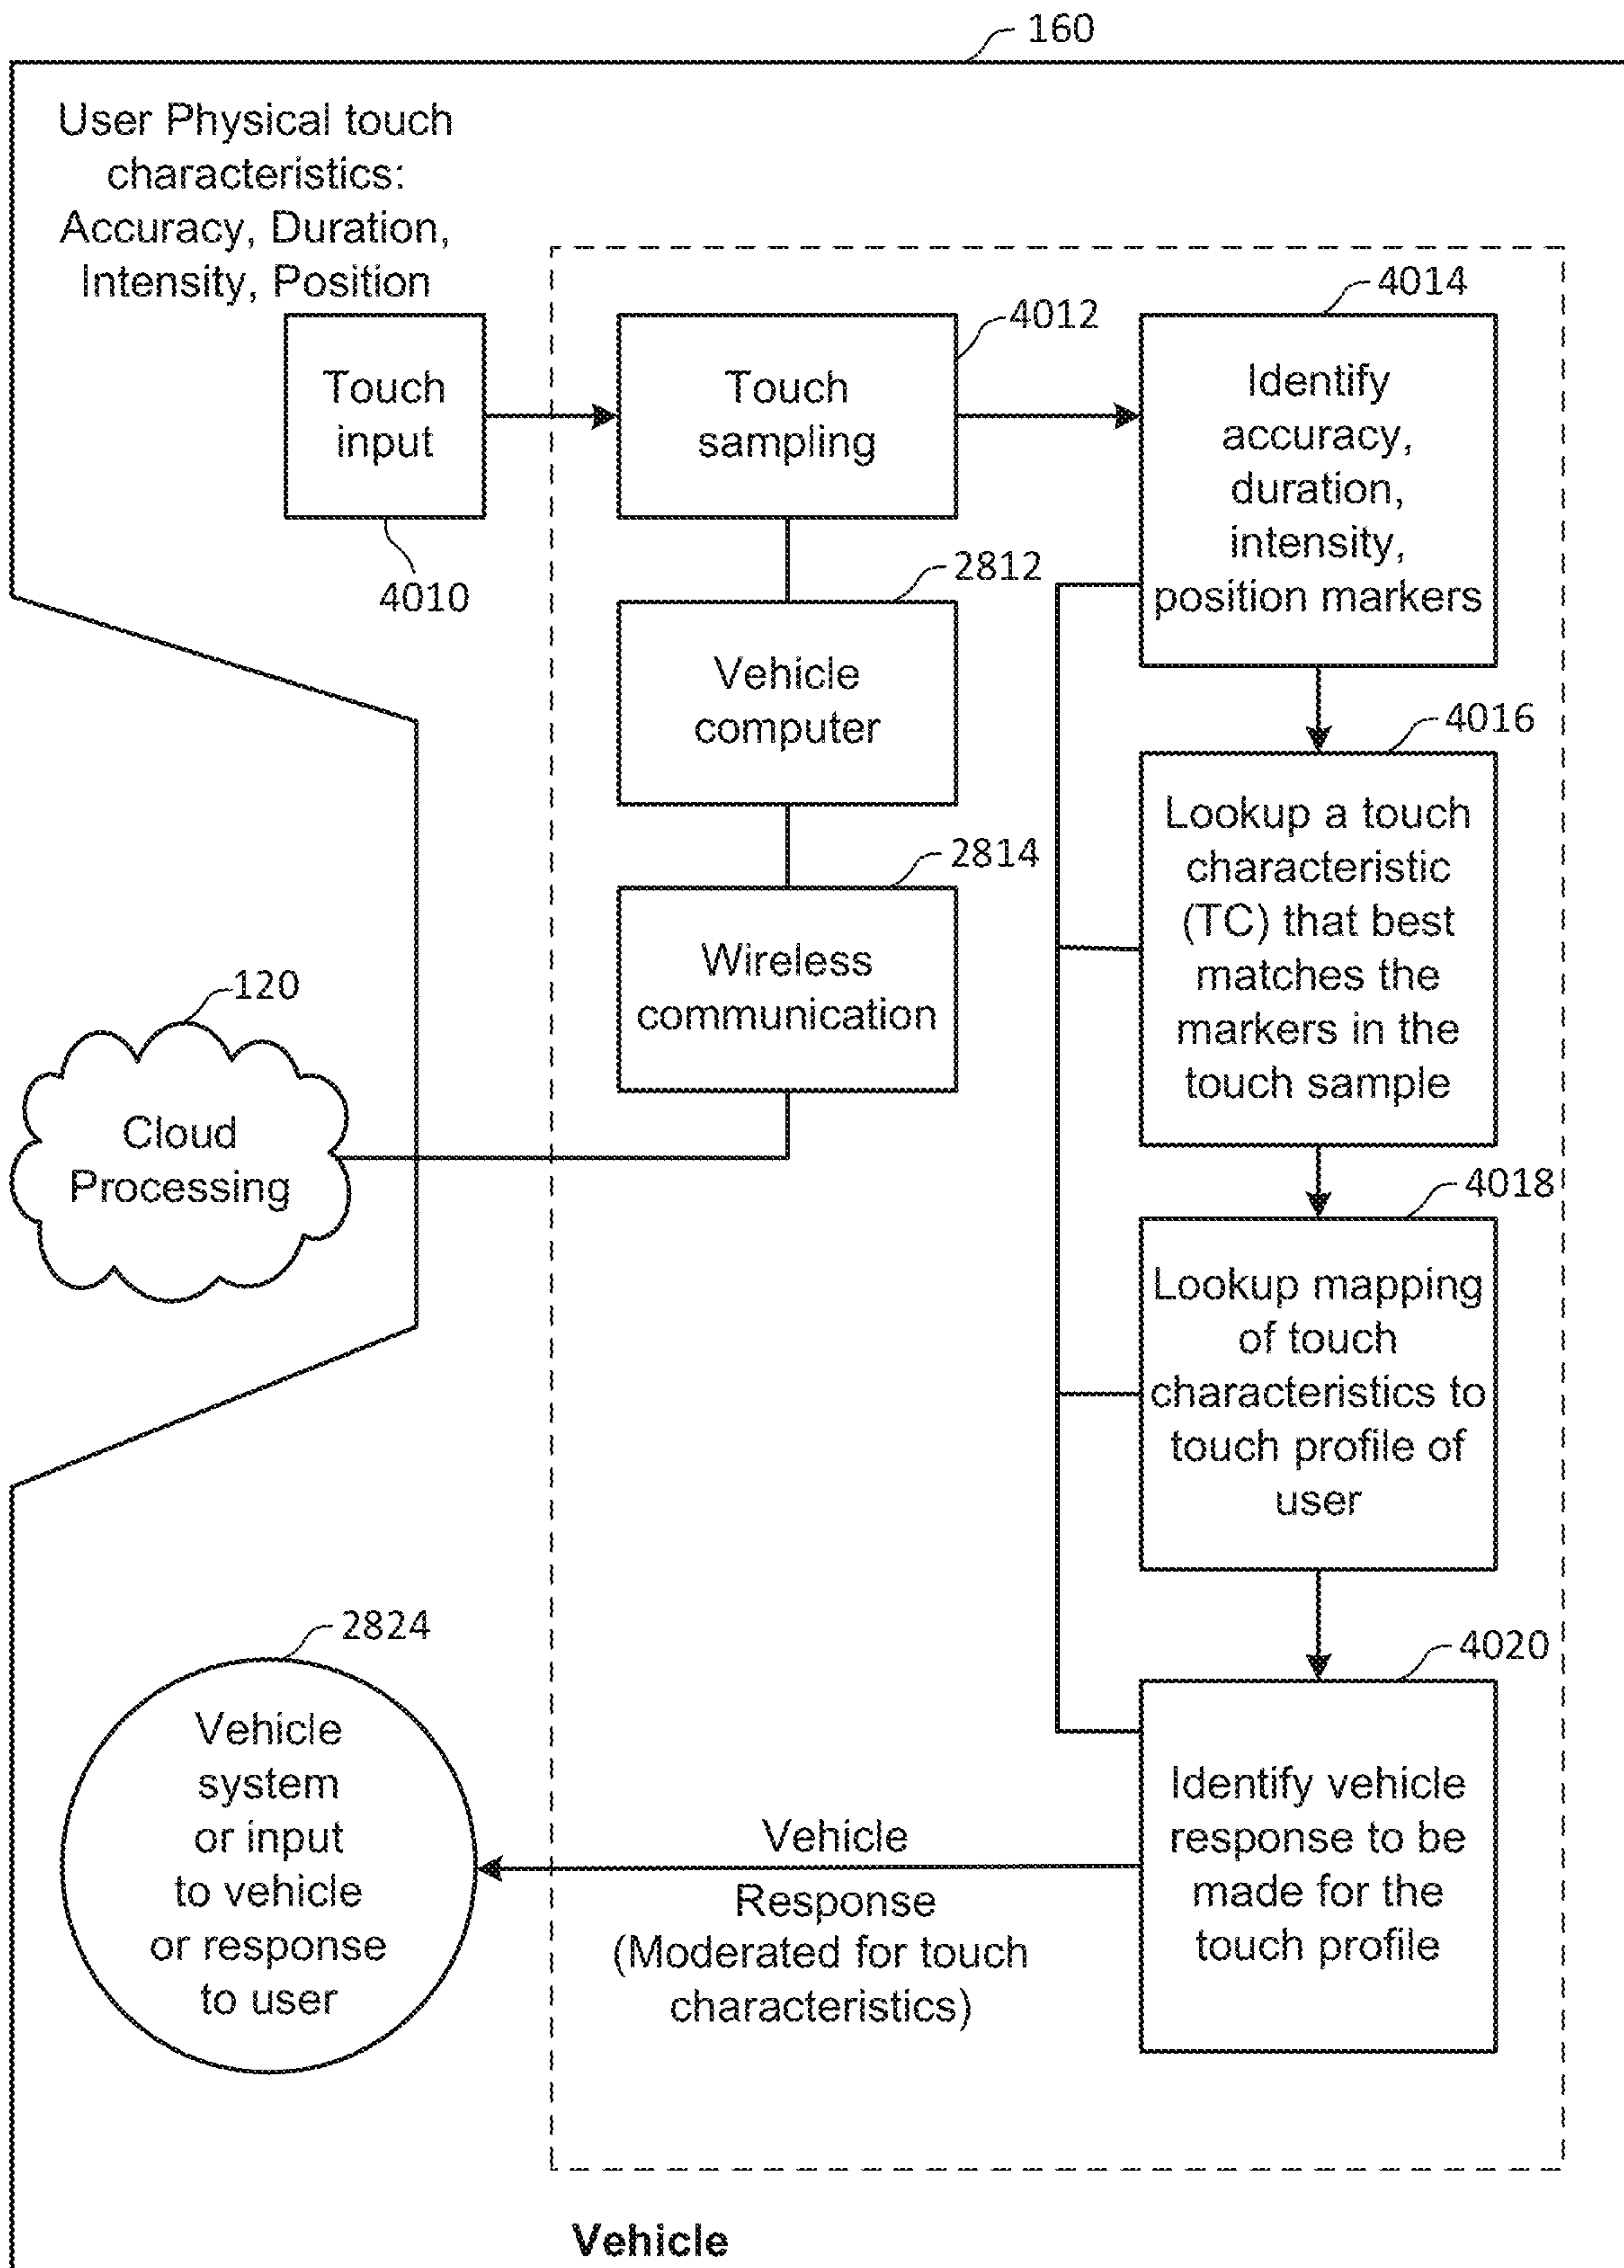 160
User Physical touch
characteristics:
Accuracy, Duration,
Intensity, Position
Touch
input
4010
4012
Touch
sampling
4014
Identify
accuracy,
duration,
intensity,
position markers
2812
Vehicle
computer
2814
Wireless
communication
120
Cloud
Processing
4016
Lookup a touch
characteristic
(TC) that best
matches the
markers in the
touch sample
4018
Lookup mapping
of touch
characteristics to
touch profile of
user
4020
Identify vehicle
response to be
made for the
touch profile
Vehicle
Response
(Moderated for touch
characteristics)
2824
Vehicle
system
or input
to vehicle
or response
to user
Vehicle